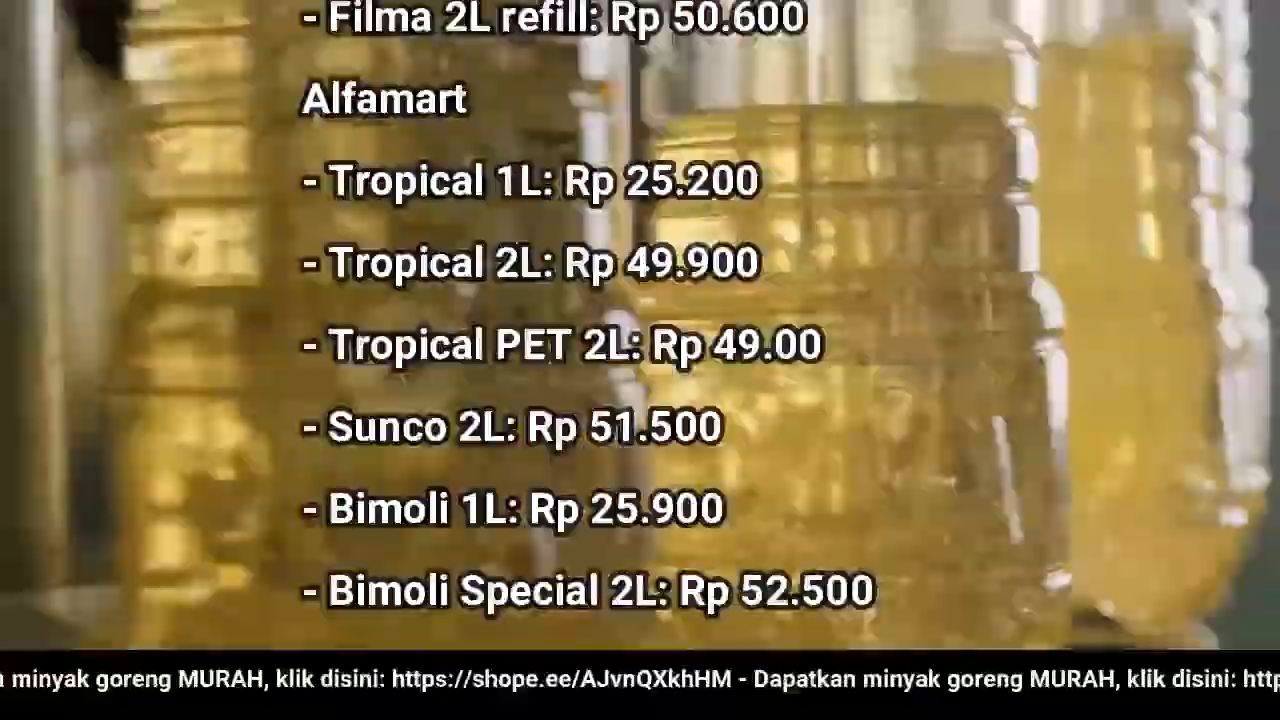 - Filma 2L refill: Rp 50.600
Alfamart
- Tropical 1L: Rp 25.200
- Tropical 2L: Rp 49.900
- Tropical PET 2L: Rp 49.00
- Sunco 2L: Rp 51.500
- Bimoli 1L: Rp 25.900
- Bimoli Special 2L: Rp 52.500
minyak goreng MURAH, klik disini: https://shope.ee/AJvnQXkhHM - Dapatkan minyak goreng MURAH, klik disini: http